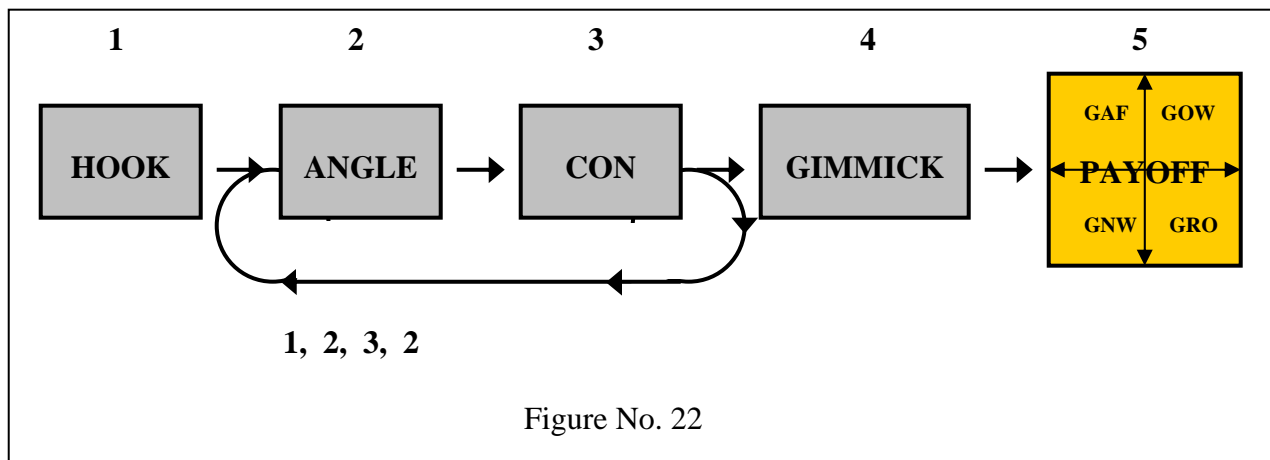 1 2 3 4 5
GAF GOW
HOOK ANGLE CON GIMMICK PAYOFF
GNW GRO
1, 2, 3, 2
Figure No. 22